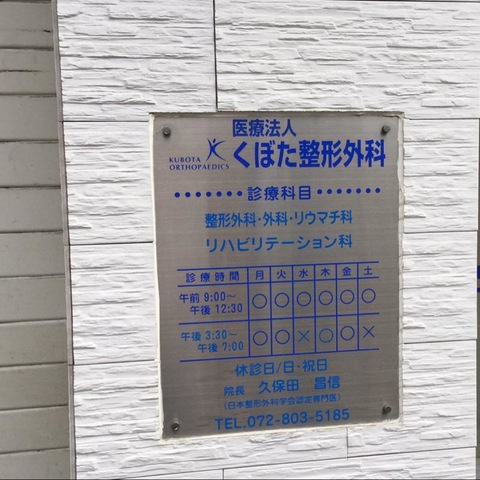 医療法人
KUBOTA
ORTHOPAEDICS
くぼた整形外科
診療科目
整形外科・外科・リウマチ科
リハビリテーション科
診療時間 月 火 水 木 金 土
午前 9:00～
午後 12:30 ○ ○ ○ ○ ○ ○
午後 3:30～
午後 7:00 ○ ○ × ○ ○ ×
休診日/日・祝日
院長 久保田 昌信
(日本整形外科学会認定専門医)
TEL.072-803-5185